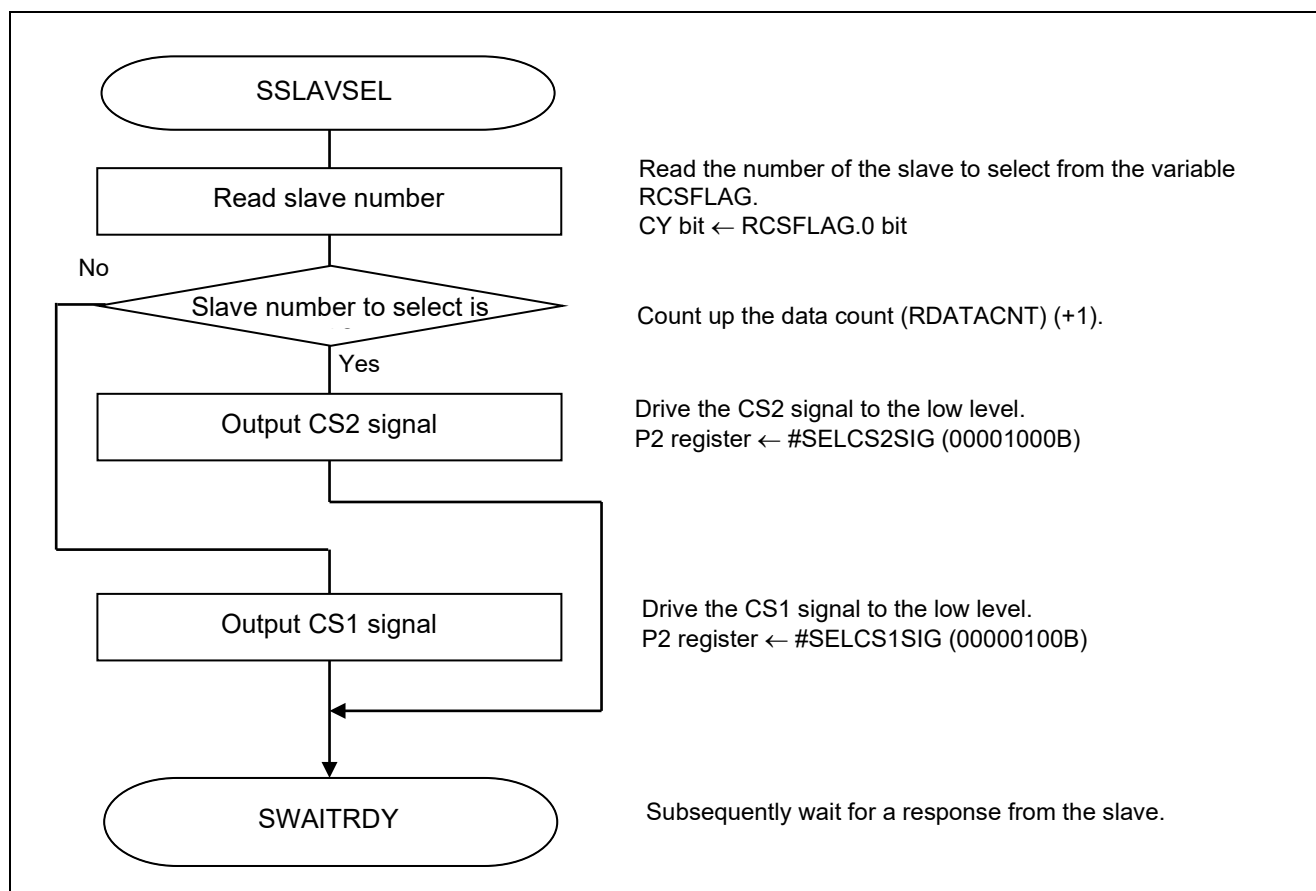 SSLAVSEL
Read slave number
Read the number of the slave to select from the variable
RCSFLAG.
CY bit ← RCSFLAG.0 bit
No
Slave number to select is
Count up the data count (RDATACNT) (+1).
Yes
Output CS2 signal
Drive the CS2 signal to the low level.
P2 register ← #SELCS2SIG (00001000B)
Output CS1 signal
Drive the CS1 signal to the low level.
P2 register ← #SELCS1SIG (00000100B)
SWAITRDY
Subsequently wait for a response from the slave.